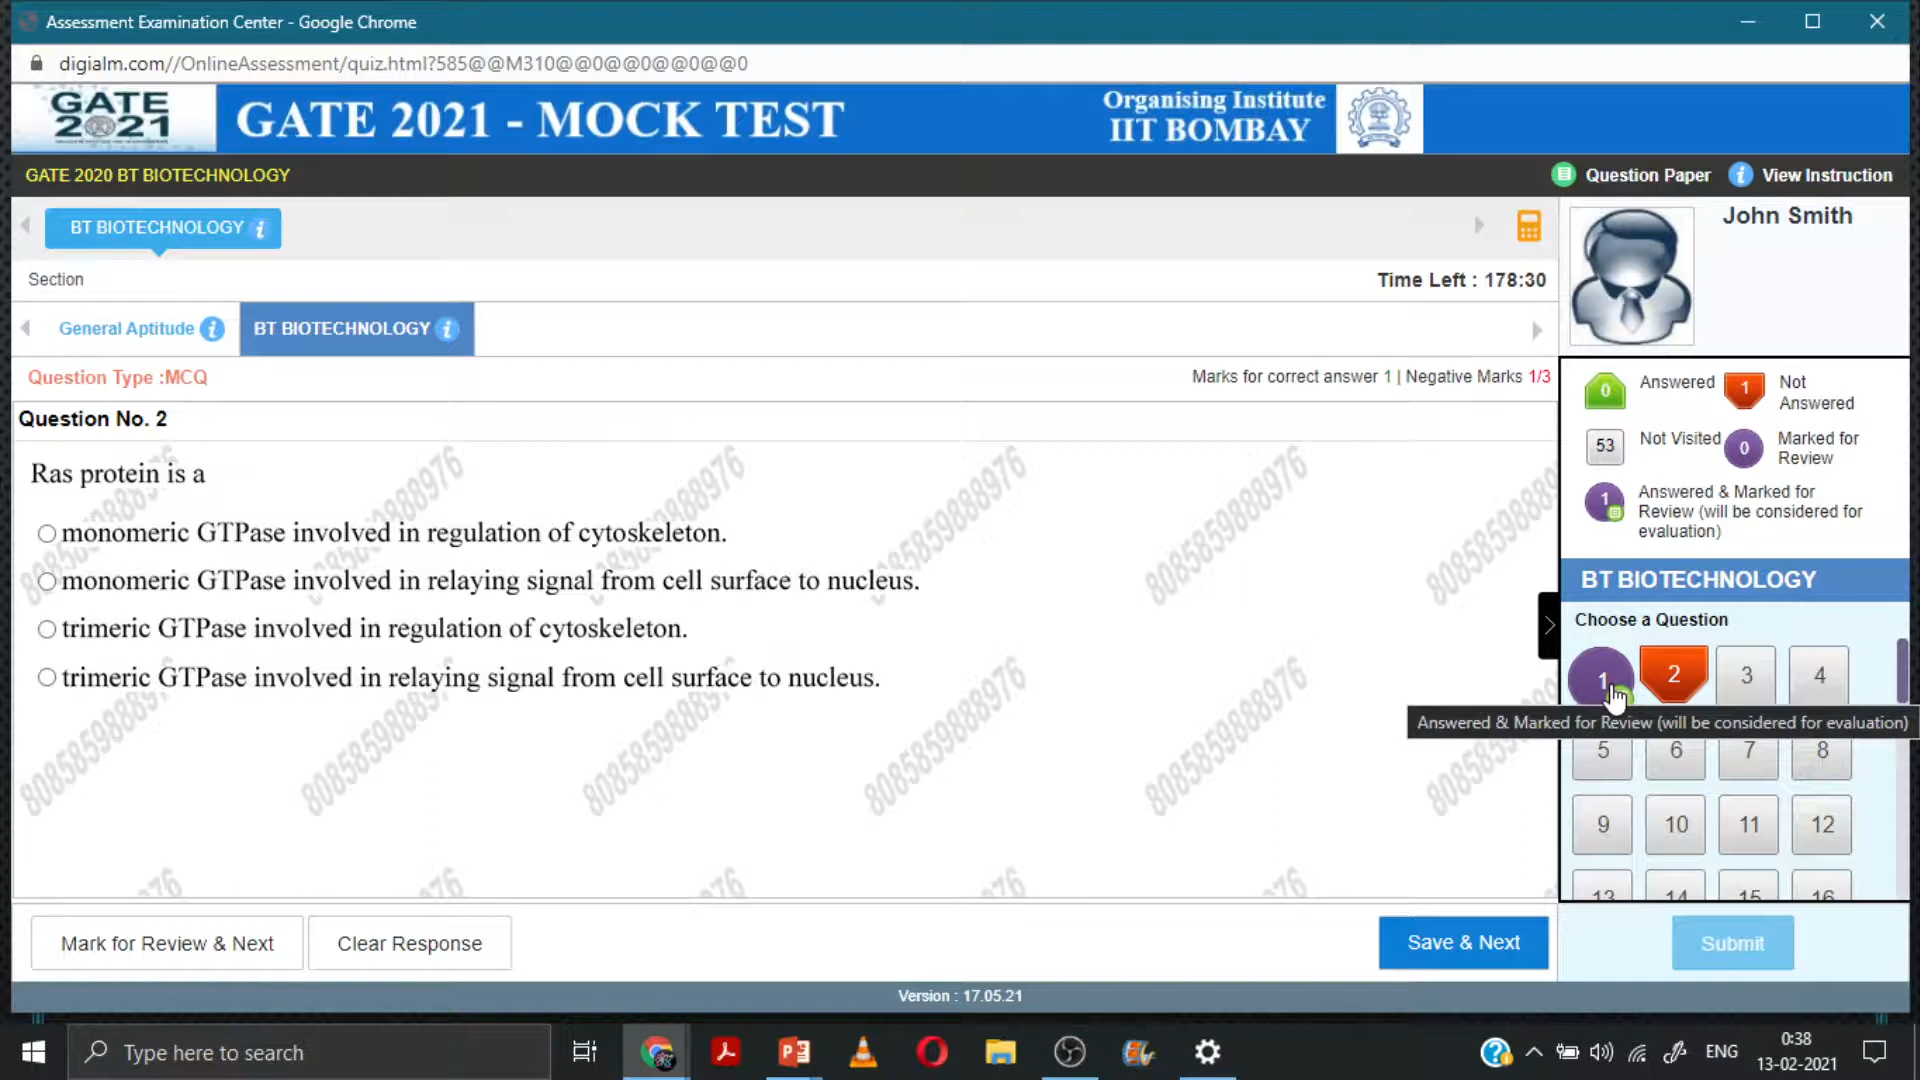 Assessment Examination Center - Google Chrome
digialm.com//OnlineAssessment/quiz.html?585@@M310@@0@@0@@0@@0
GATE 2021
GATE 2021 - MOCK TEST
Organising Institute
IIT BOMBAY
GATE 2020 BT BIOTECHNOLOGY
Question Paper
View Instruction
BT BIOTECHNOLOGY
John Smith
Section
Time Left : 178:30
General Aptitude
BT BIOTECHNOLOGY
Question Type :MCQ
Marks for correct answer 1 | Negative Marks 1/3
Question No. 2
Ras protein is a
monomeric GTPase involved in regulation of cytoskeleton.
monomeric GTPase involved in relaying signal from cell surface to nucleus.
trimeric GTPase involved in regulation of cytoskeleton.
trimeric GTPase involved in relaying signal from cell surface to nucleus.
0 Answered
1 Not Answered
53 Not Visited
0 Marked for Review
1 Answered & Marked for Review (will be considered for evaluation)
BT BIOTECHNOLOGY
Choose a Question
1 2 3 4
Answered & Marked for Review (will be considered for evaluation)
5 6 7 8
9 10 11 12
13 14 15 16
808585988976
Mark for Review & Next
Clear Response
Save & Next
Submit
Version : 17.05.21
Type here to search
ENG
0:38
13-02-2021